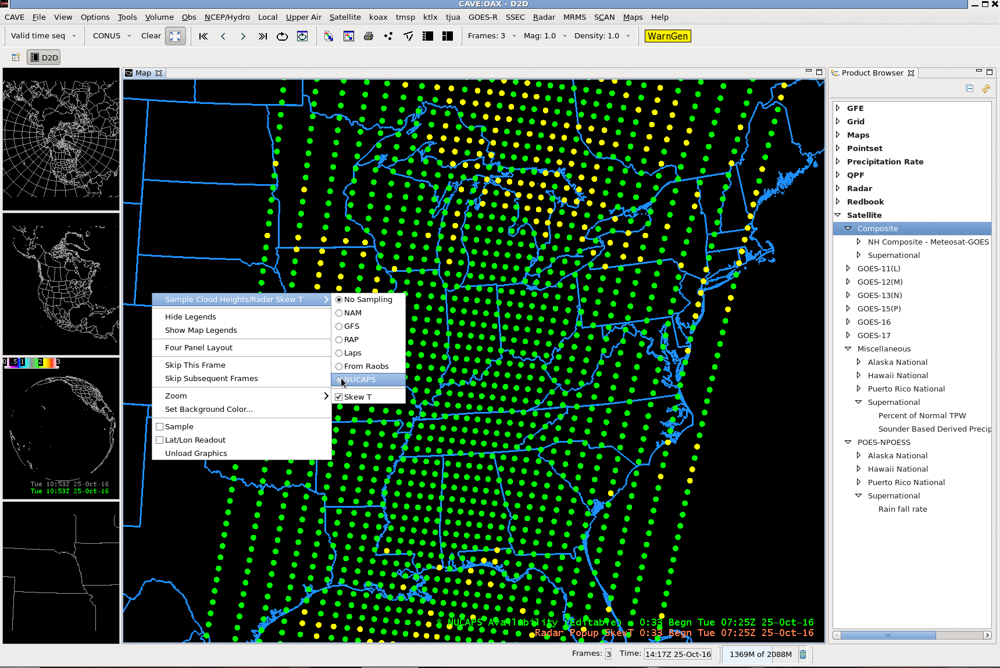 CAVE:OAX - D2D
CAVE File View Options Tools Volume Obs NCEP/Hydro Local Upper Air Satellite koax tmsp ktlx tjua GOES-R SSEC Radar MRMS SCAN Maps Help
Valid time seq CONUS Clear Frames: 3 Mag: 1.0 Density: 1.0 WarnGen
D2D
Map
Product Browser
GFE
Grid
Maps
Pointset
Precipitation Rate
QPF
Radar
Redbook
Satellite
Composite
NH Composite - Meteosat-GOES
Supernational
GOES-11(L)
GOES-12(M)
GOES-13(N)
GOES-15(P)
GOES-16
GOES-17
Miscellaneous
Alaska National
Hawaii National
Puerto Rico National
Supernational
Percent of Normal TPW
Sounder Based Derived Precip
POES-NPOESS
Alaska National
Hawaii National
Puerto Rico National
Supernational
Rain fall rate
Sample Cloud Heights/Radar Skew T
Hide Legends
Show Map Legends
Four Panel Layout
Skip This Frame
Skip Subsequent Frames
Zoom
Set Background Color...
Sample
Lat/Lon Readout
Unload Graphics
No Sampling
NAM
GFS
RAP
Laps
From Raobs
NUCAPS
Skew T
0 .5 1 2 3
Tue 10:53Z 25-Oct-16
Tue 10:53Z 25-Oct-16
* NUCAPS Availability (Editable) 0:33 Begn Tue 07:25Z 25-Oct-16
Radar Popup SkewT 0:33 Begn Tue 07:25Z 25-Oct-16
Frames: 3 Time: 14:17Z 25-Oct-16 1369M of 2088M